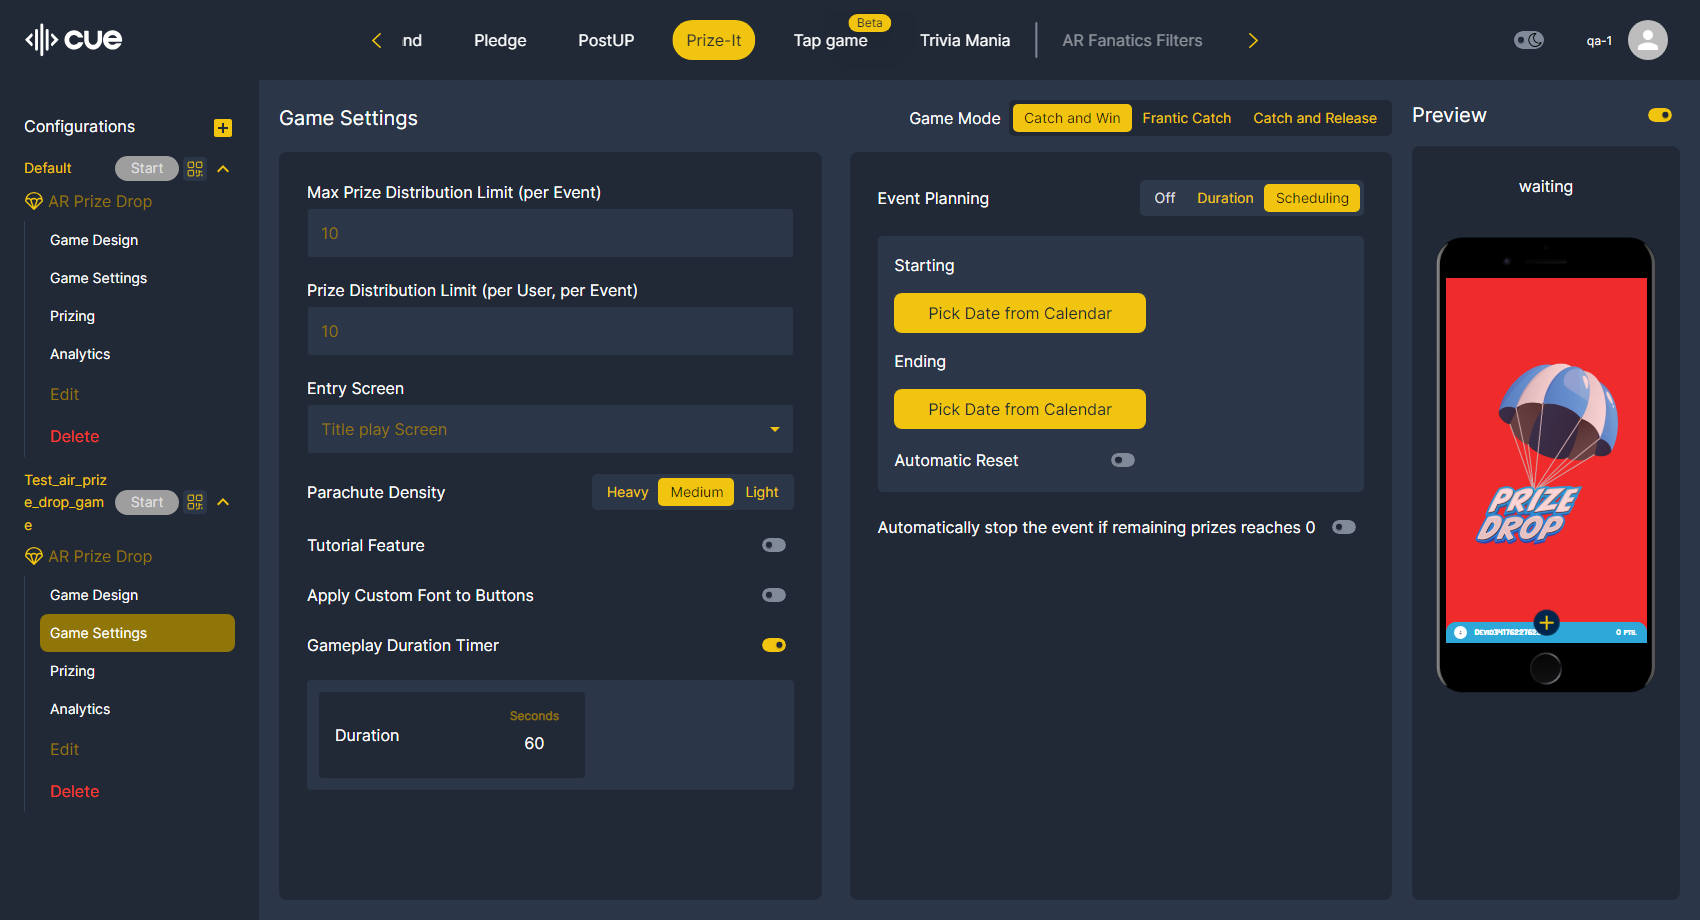 cue
nd
Pledge
PostUP
Prize-It
Beta
Tap game
Trivia Mania
AR Fanatics Filters
qa-1
Configurations
Default
Start
AR Prize Drop
Game Design
Game Settings
Prizing
Analytics
Edit
Delete
Test_air_priz
e_drop_gam
e
Start
AR Prize Drop
Game Design
Game Settings
Prizing
Analytics
Edit
Delete
Game Settings
Game Mode
Catch and Win
Frantic Catch
Catch and Release
Max Prize Distribution Limit (per Event)
10
Prize Distribution Limit (per User, per Event)
10
Entry Screen
Title play Screen
Parachute Density
Heavy
Medium
Light
Tutorial Feature
Apply Custom Font to Buttons
Gameplay Duration Timer
Duration
Seconds
60
Event Planning
Off
Duration
Scheduling
Starting
Pick Date from Calendar
Ending
Pick Date from Calendar
Automatic Reset
Automatically stop the event if remaining prizes reaches 0
Preview
waiting
PRIZE
DROP
0 PTS.